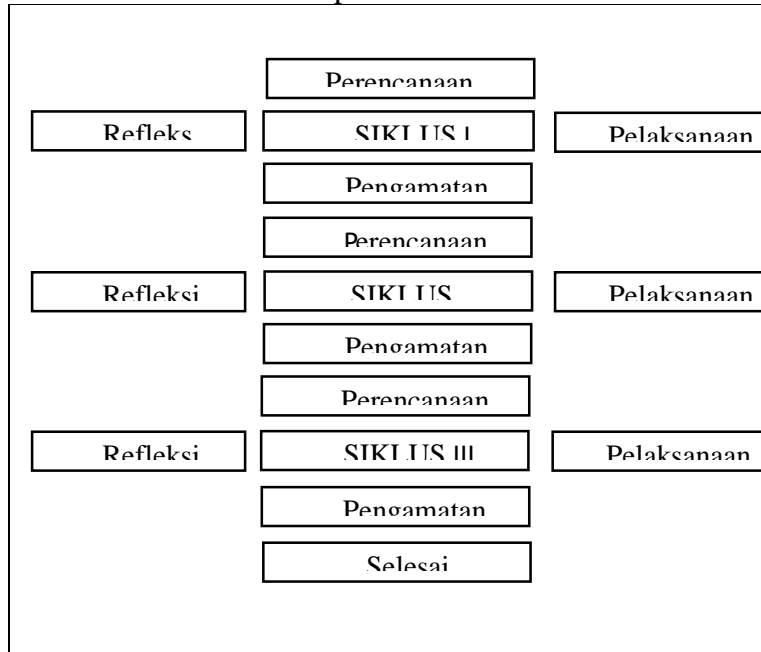 Perencanaan
Refleks SIKLUS I Pelaksanaan
Pengamatan
Perencanaan
Refleksi SIKLUS Pelaksanaan
Pengamatan
Perencanaan
Refleksi SIKLUS III Pelaksanaan
Pengamatan
Selesai